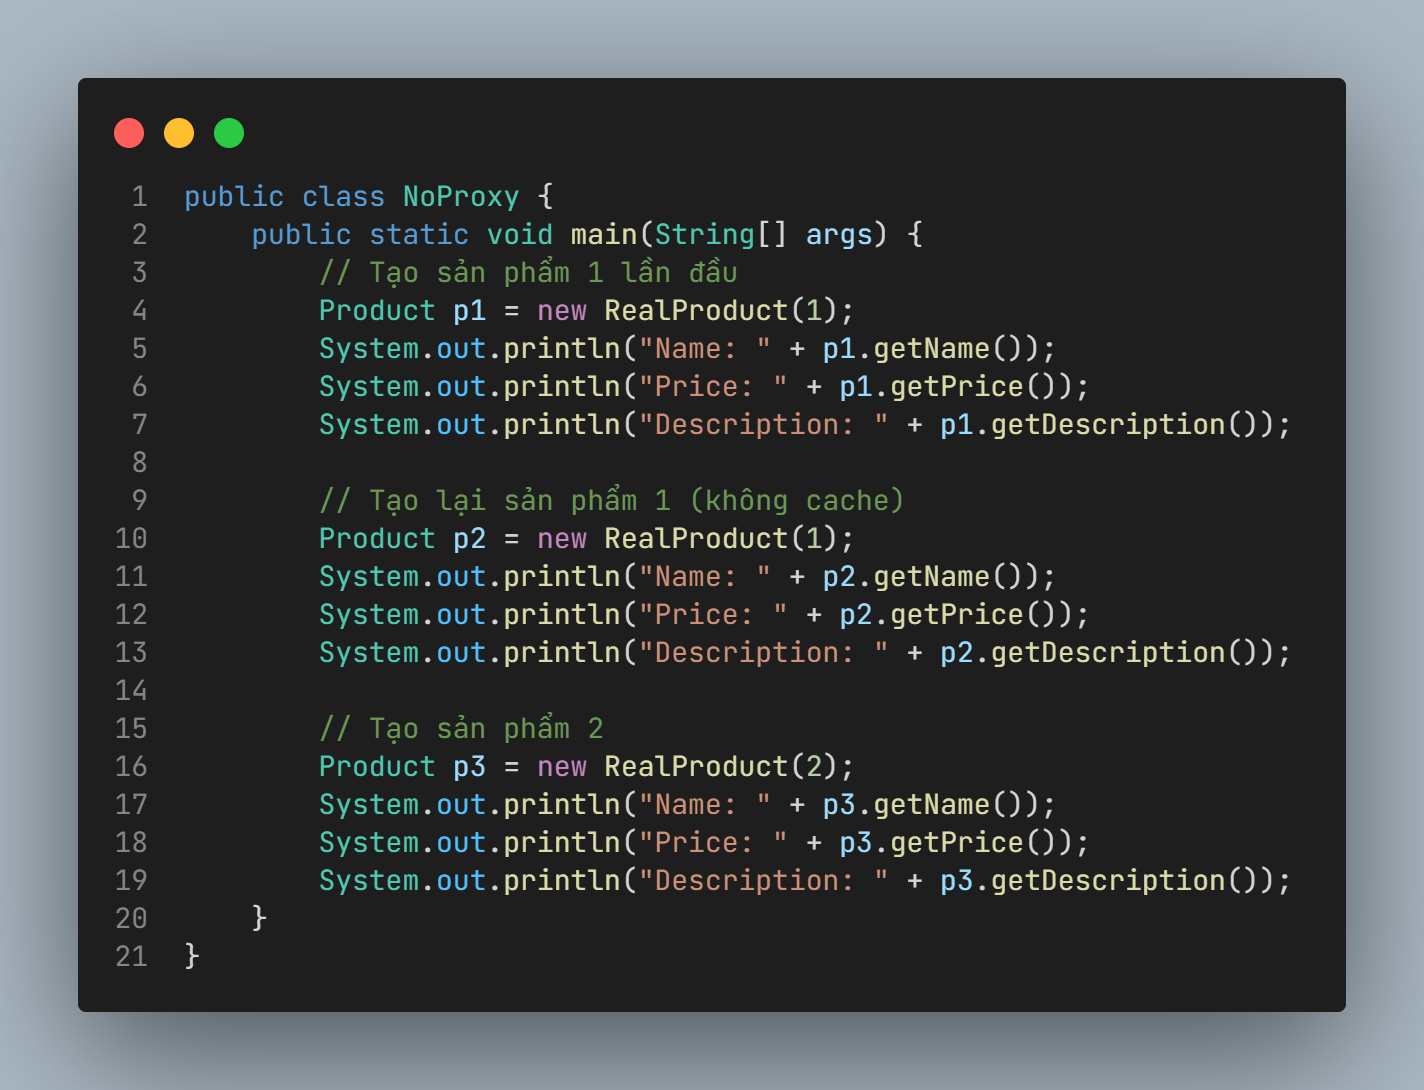 1 public class NoProxy {
2     public static void main(String[] args) {
3         // Tạo sản phẩm 1 lần đầu
4         Product p1 = new RealProduct(1);
5         System.out.println("Name: " + p1.getName());
6         System.out.println("Price: " + p1.getPrice());
7         System.out.println("Description: " + p1.getDescription());
8
9         // Tạo lại sản phẩm 1 (không cache)
10         Product p2 = new RealProduct(1);
11         System.out.println("Name: " + p2.getName());
12         System.out.println("Price: " + p2.getPrice());
13         System.out.println("Description: " + p2.getDescription());
14
15         // Tạo sản phẩm 2
16         Product p3 = new RealProduct(2);
17         System.out.println("Name: " + p3.getName());
18         System.out.println("Price: " + p3.getPrice());
19         System.out.println("Description: " + p3.getDescription());
20     }
21 }